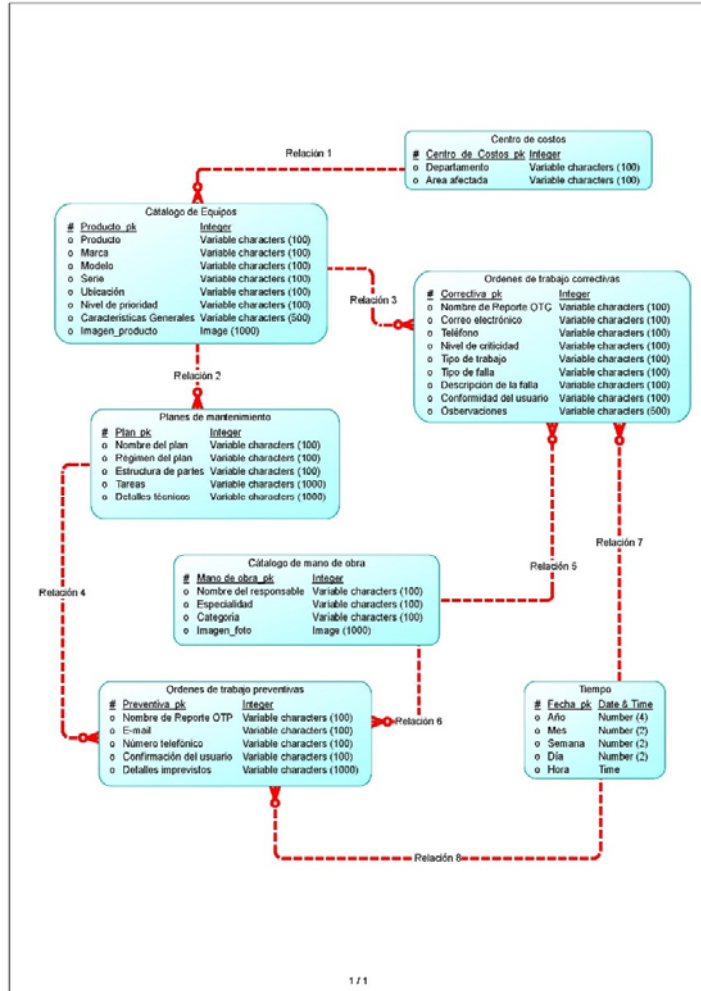 Centro de costos
# Centro_de_Costos_pk Integer
o Departamento Variable characters (100)
o Area afectada Variable characters (100)
Relación 1
Cátalogo de Equipos
# Producto_pk Integer
o Producto Variable characters (100)
o Marca Variable characters (100)
o Modelo Variable characters (100)
o Serie Variable characters (100)
o Ubicación Variable characters (100)
o Nivel de prioridad Variable characters (100)
o Caracteristicas Generales Variable characters (500)
o Imagen_producto Image (1000)
Relación 3
Ordenes de trabajo correctivas
# Correctiva_pk Integer
o Nombre de Reporte OTC Variable characters (100)
o Correo electrónico Variable characters (100)
o Teléfono Variable characters (100)
o Nivel de criticidad Variable characters (100)
o Tipo de trabajo Variable characters (100)
o Tipo de falla Variable characters (100)
o Descripción de la falla Variable characters (100)
o Conformidad del usuario Variable characters (100)
o Osbervaciones Variable characters (500)
Relación 2
Planes de mantenimiento
# Plan_pk Integer
o Nombre del plan Variable characters (100)
o Régimen del plan Variable characters (100)
o Estructura de partes Variable characters (100)
o Tareas Variable characters (1000)
o Detalles técnicos Variable characters (1000)
Relación 7
Relación 5
Cátalogo de mano de obra
# Mano de obra_pk Integer
o Nombre del responsable Variable characters (100)
o Especialidad Variable characters (100)
o Categoria Variable characters (100)
o Imagen_foto Image (1000)
Relación 4
Ordenes de trabajo preventivas
# Preventiva_pk Integer
o Nombre de Reporte OTP Variable characters (100)
o E-mail Variable characters (100)
o Número telefónico Variable characters (100)
o Confirmación del usuario Variable characters (100)
o Detalles imprevistos Variable characters (1000)
Relación 6
Tiempo
# Fecha_pk Date & Time
o Año Number (4)
o Mes Number (2)
o Semana Number (2)
o Día Number (2)
o Hora Time
Relación 8
1 / 1